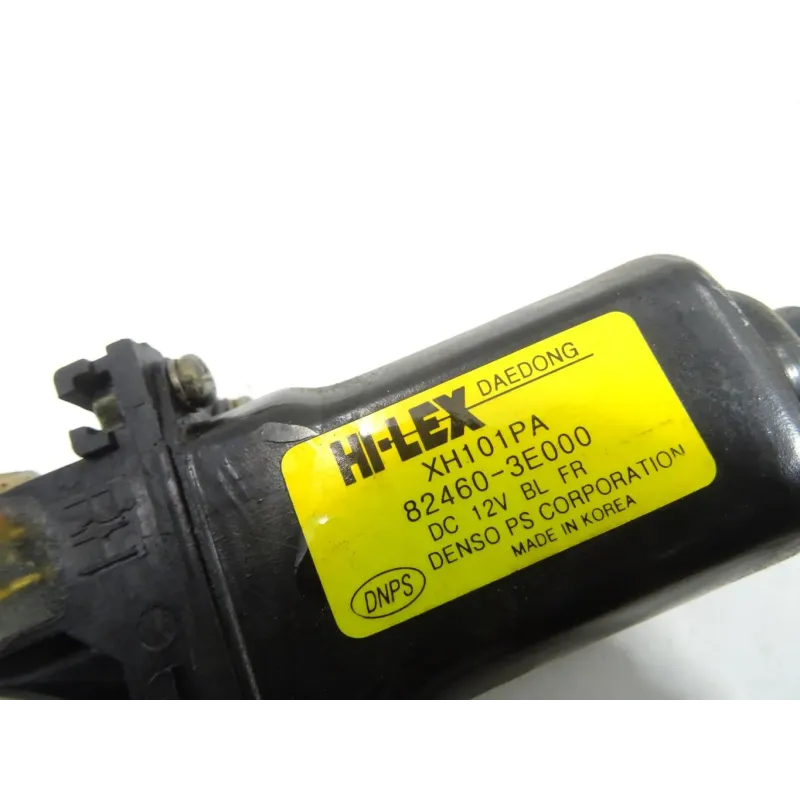 HI-LEX DAEDONG
XH101PA
82460-3E000
DC 12V BL FR
DENSO PS CORPORATION
MADE IN KOREA
DNPS